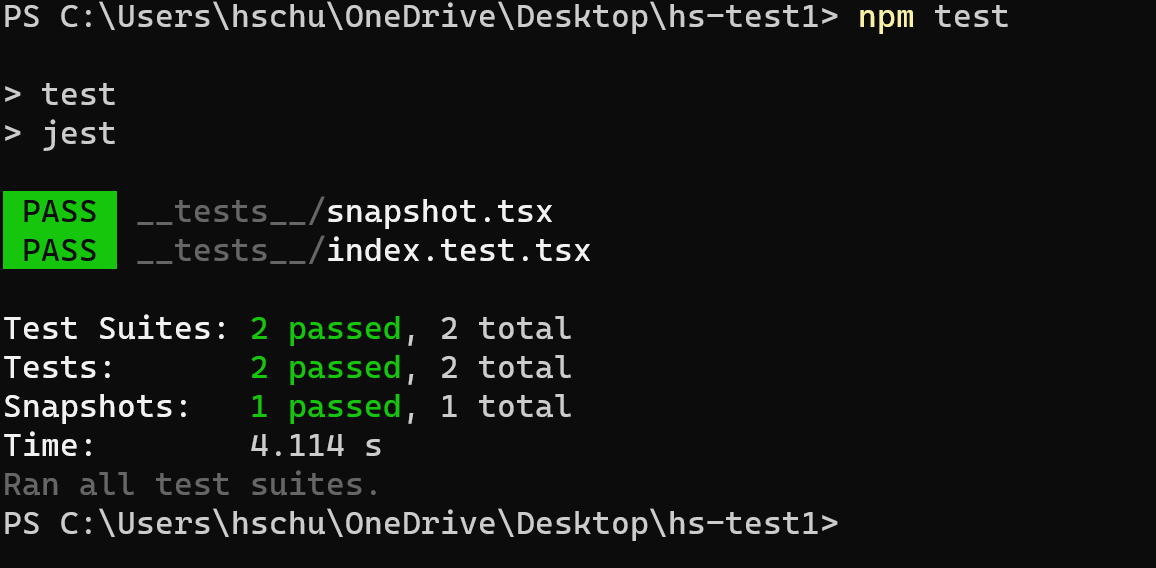 PS C:\Users\hschu\OneDrive\Desktop\hs-test1> npm test
> test
> jest
PASS __tests__/snapshot.tsx
PASS __tests__/index.test.tsx
Test Suites: 2 passed, 2 total
Tests: 2 passed, 2 total
Snapshots: 1 passed, 1 total
Time: 4.114 s
Ran all test suites.
PS C:\Users\hschu\OneDrive\Desktop\hs-test1>